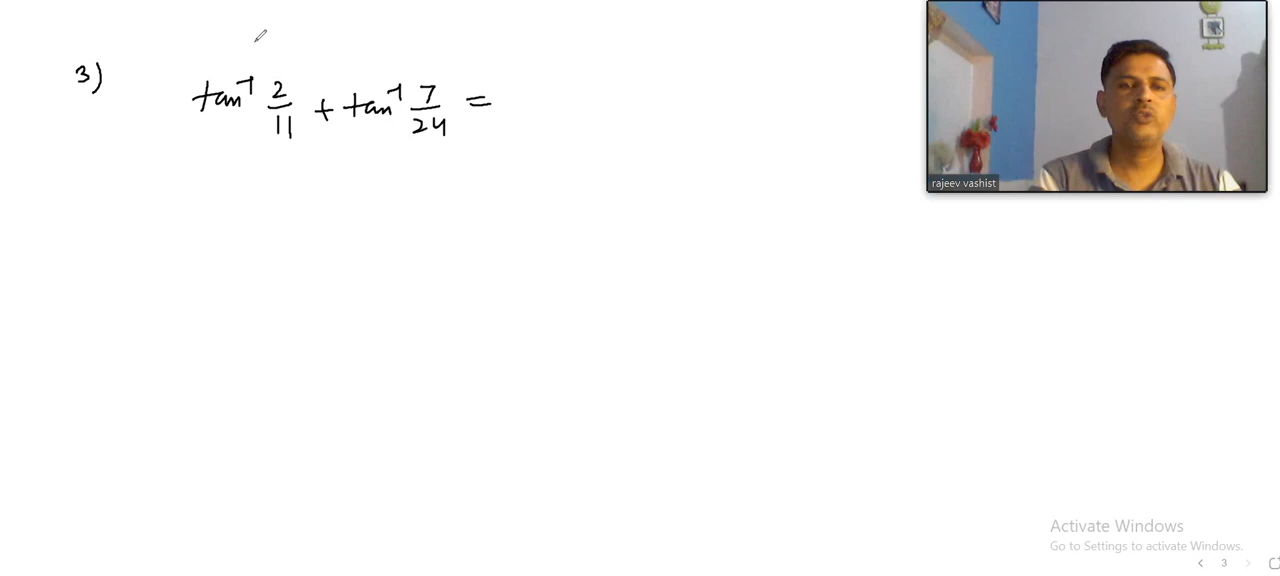 3) tan⁻¹ 2/11 + tan⁻¹ 7/24 =
rajeev vashist
Activate Windows
Go to Settings to activate Windows.
3